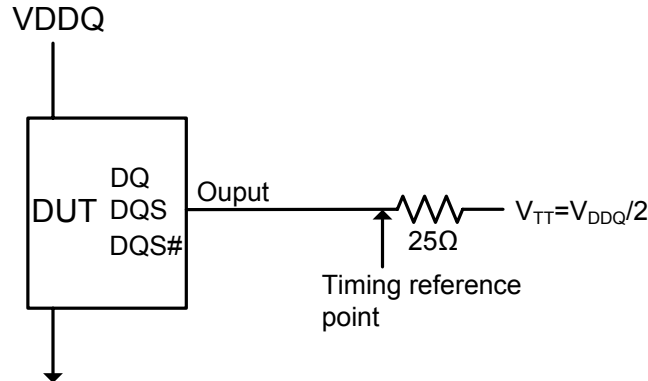 VDDQ
DUT
DQ
DQS
DQS#
Ouput
25Ω
V_TT=V_DDQ/2
Timing reference
point